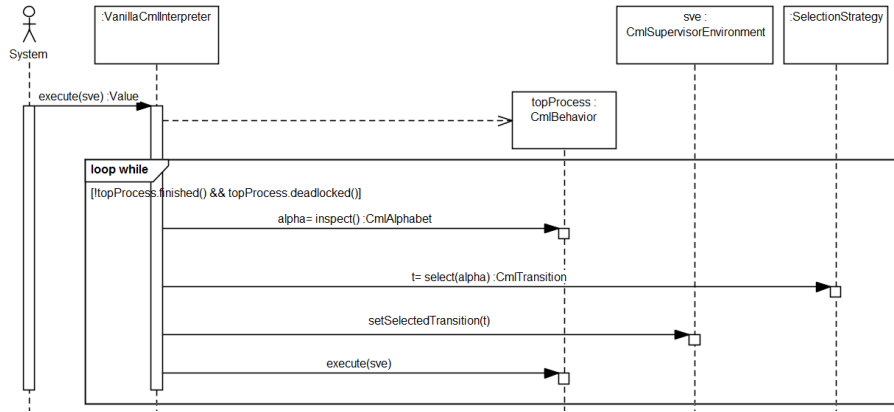 :VanillaCmlInterpreter
sve :
CmlSupervisorEnvironment
:SelectionStrategy
System
execute(sve) :Value
topProcess :
CmlBehavior
loop while
[!topProcess.finished() && topProcess.deadlocked()]
alpha= inspect() :CmlAlphabet
t= select(alpha) :CmlTransition
setSelectedTransition(t)
execute(sve)